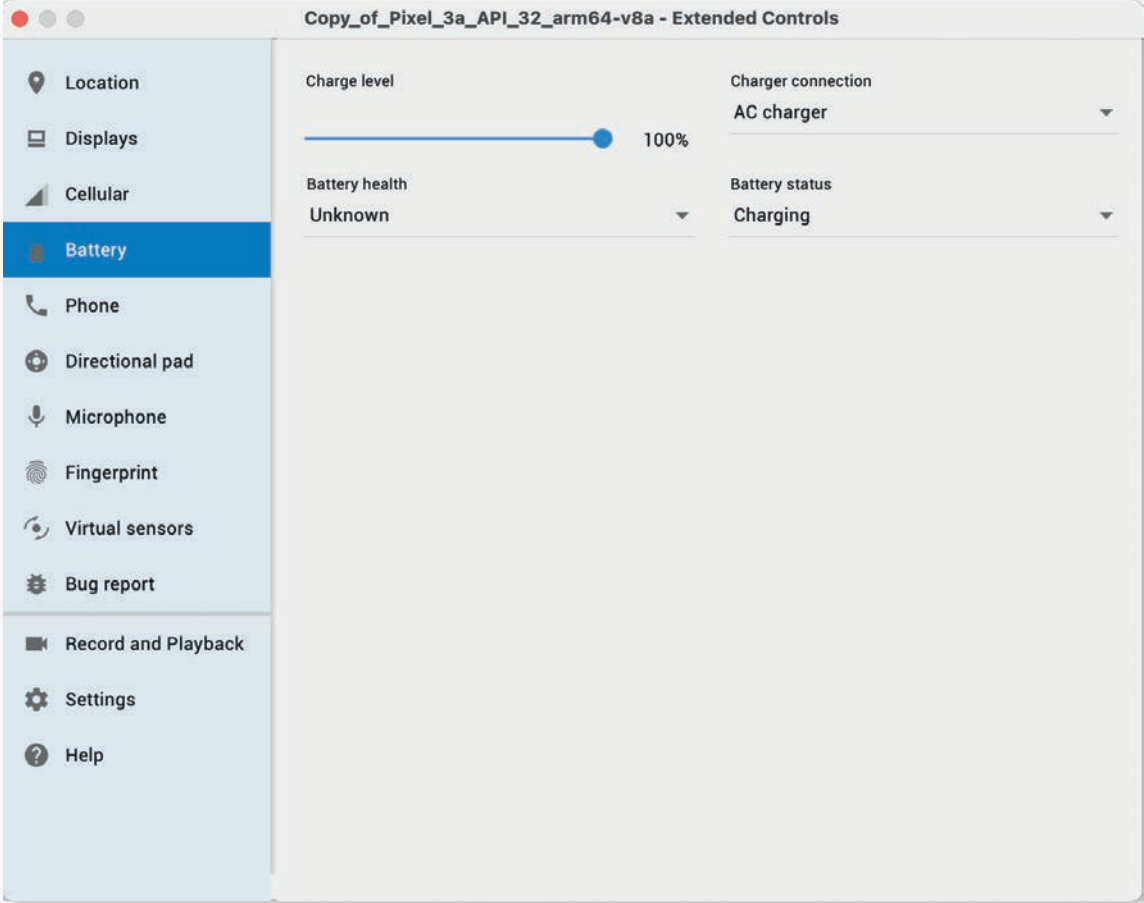 Copy_of_Pixel_3a_API_32_arm64-v8a - Extended Controls
Location
Displays
Cellular
Battery
Phone
Directional pad
Microphone
Fingerprint
Virtual sensors
Bug report
Record and Playback
Settings
Help
Charge level
100%
Charger connection
AC charger
Battery health
Unknown
Battery status
Charging